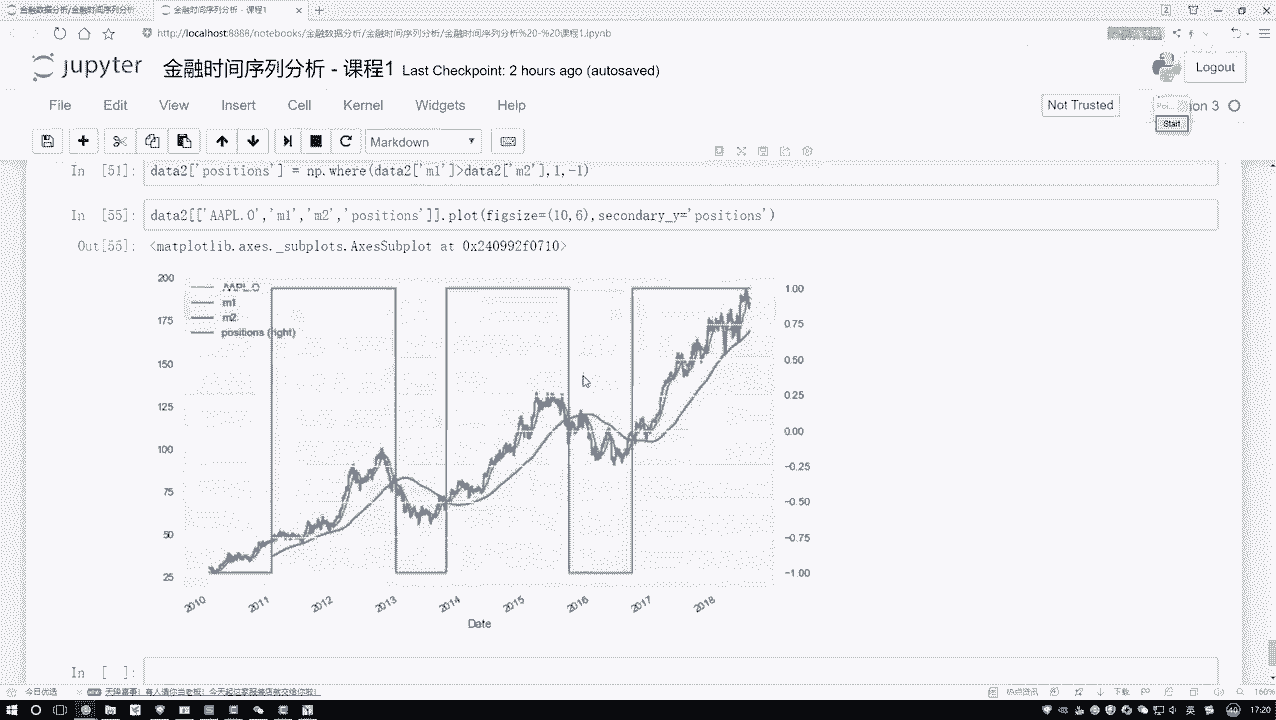 金融数据分析/金融时间序列分析
金融时间序列分析 - 课程1
http://localhost:8888/notebooks/金融数据分析/金融时间序列分析/金融时间序列分析%20-%20课程1.ipynb
jupyter 金融时间序列分析 - 课程1 Last Checkpoint: 2 hours ago (autosaved)
Logout
File Edit View Insert Cell Kernel Widgets Help
Not Trusted
on 3
Start
Markdown
In [51]: data2['positions'] = np.where(data2['m1']>data2['m2'],1,-1)
In [55]: data2[['AAPL.O','m1','m2','positions']].plot(figsize=(10,6),secondary_y='positions')
Out[55]: <matplotlib.axes._subplots.AxesSubplot at 0x240992f0710>
AAPL.O
m1
m2
positions (right)
200
175
150
125
100
75
50
25
1.00
0.75
0.50
0.25
0.00
-0.25
-0.50
-0.75
-1.00
2010 2011 2012 2013 2014 2015 2016 2017 2018
Date
In [ ]:
今日优选
热点资讯
下载
160%
英
17:20